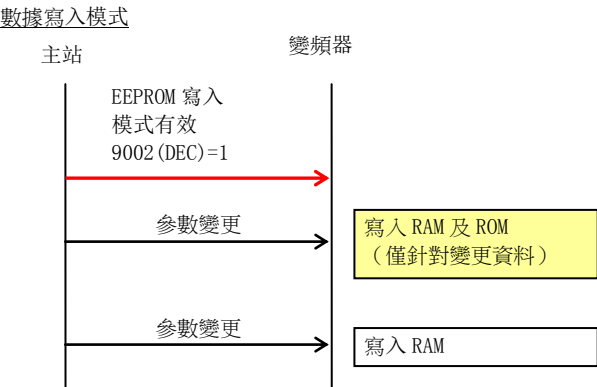 數據寫入模式
主站
變頻器
EEPROM 寫入
模式有效
9002(DEC)=1
參數變更
寫入 RAM 及 ROM
（僅針對變更資料）
參數變更
寫入 RAM